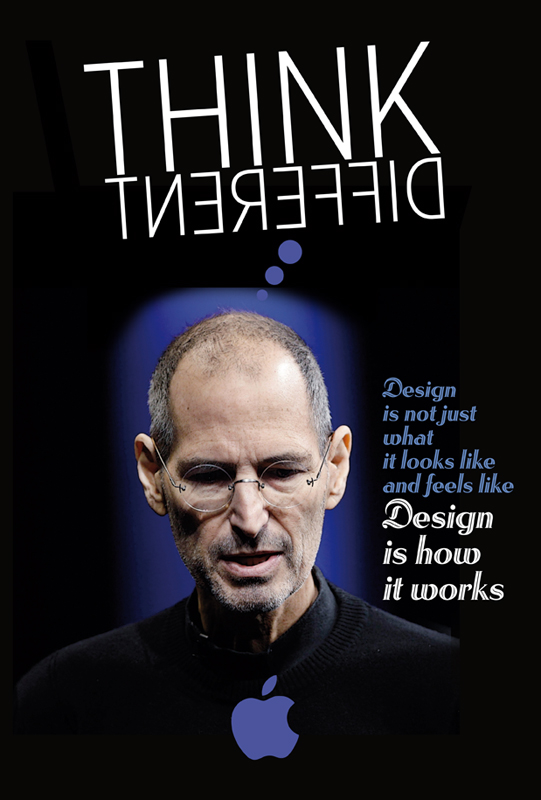 THINK
DIFFERENT
Design
is not just
what
it looks like
and feels like
Design
is how
it works